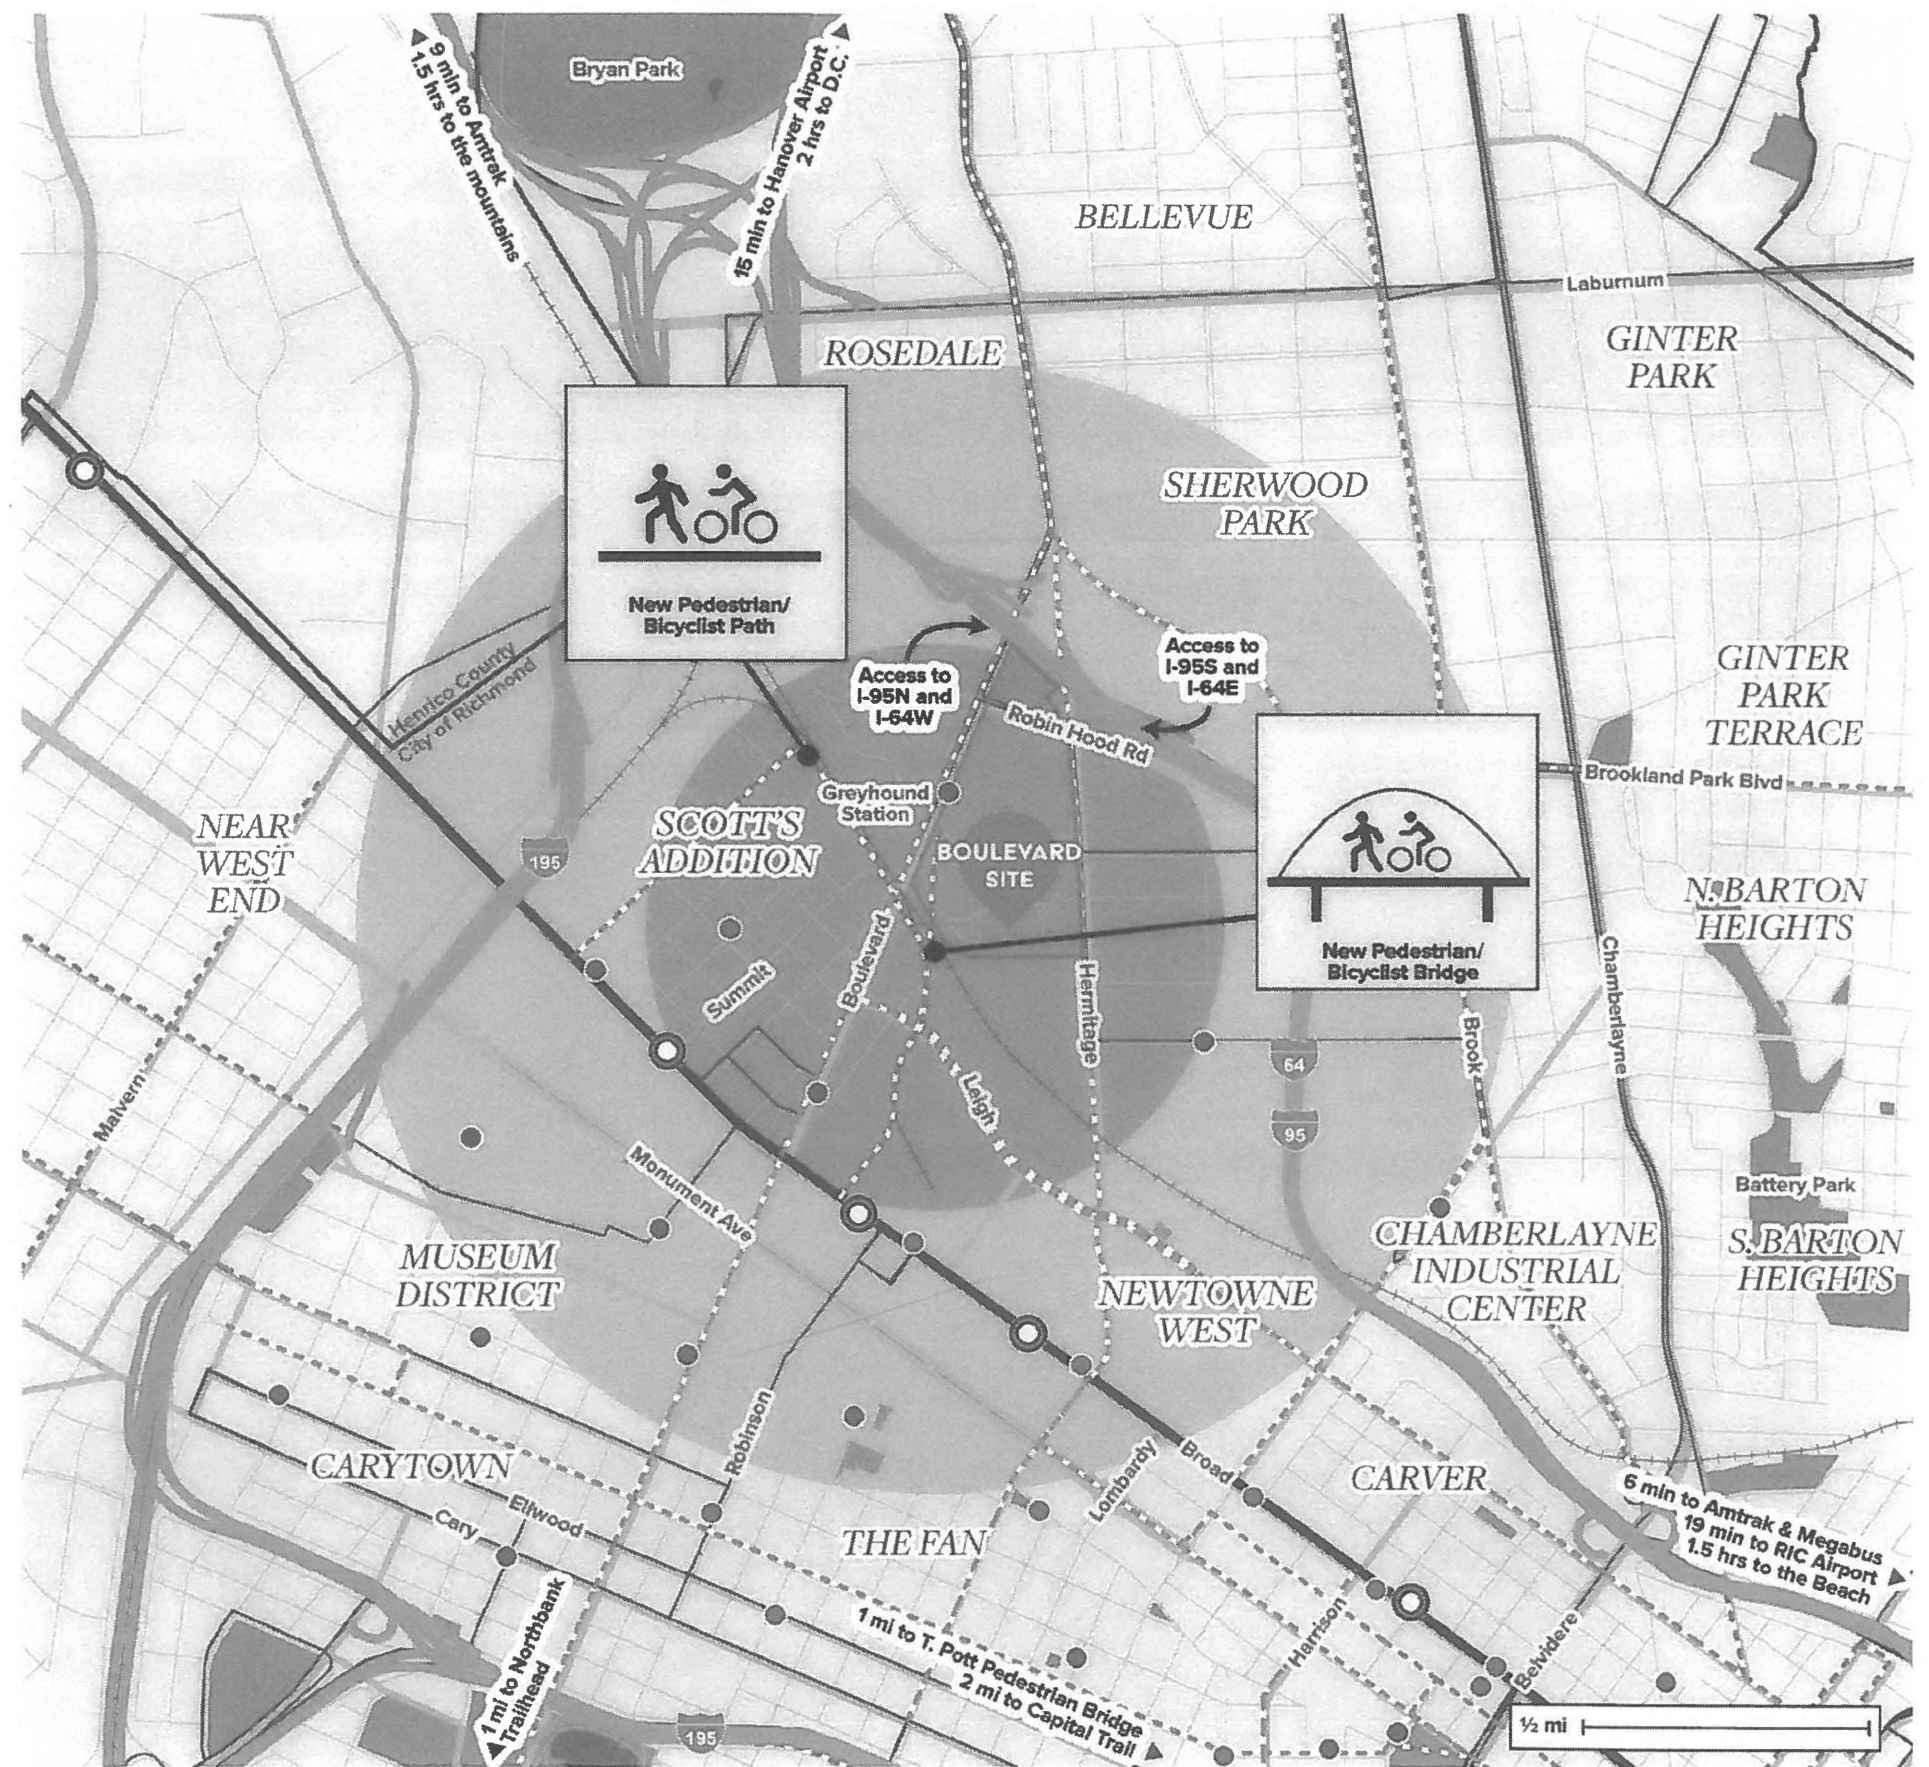 Bryan Park
9 min to Amtrak
1.5 hrs to the mountains
15 min to Hanover Airport
2 hrs to D.C.
BELLEVUE
Laburnum
ROSEDALE
GINTER
PARK
SHERWOOD
PARK
New Pedestrian/
Bicyclist Path
Henrico County
City of Richmond
Access to
I-95N and
I-64W
Access to
I-95S and
I-64E
Robin Hood Rd
GINTER
PARK
TERRACE
Brookland Park Blvd
Greyhound
Station
NEAR
WEST
END
195
SCOTT'S
ADDITION
BOULEVARD
SITE
New Pedestrian/
Bicyclist Bridge
N. BARTON
HEIGHTS
Chamberlayne
Summit
Boulevard
Hermitage
Brook
64
95
Leigh
Malvern
Monument Ave
Battery Park
MUSEUM
DISTRICT
NEWTOWNE
WEST
CHAMBERLAYNE
INDUSTRIAL
CENTER
S. BARTON
HEIGHTS
Robinson
CARYTOWN
Ellwood
Cary
THE FAN
Lombardy
Broad
CARVER
6 min to Amtrak & Megabus
19 min to RIC Airport
1.5 hrs to the Beach
1 mi to Northbank
Trailhead
1 mi to T. Pott Pedestrian Bridge
2 mi to Capital Trail
Harrison
Belvidere
195
½ mi